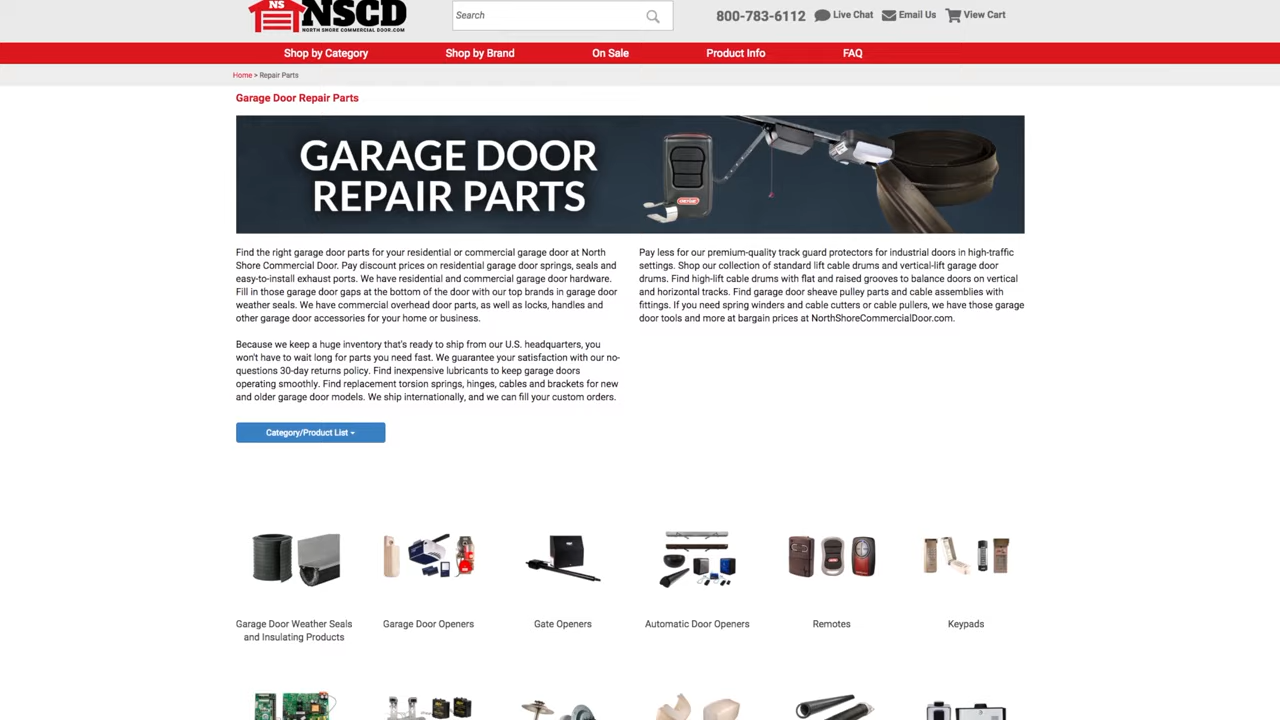 NS
NSCD
NORTH SHORE COMMERCIAL DOOR.COM
Search
800-783-6112
Live Chat
Email Us
View Cart
Shop by Category
Shop by Brand
On Sale
Product Info
FAQ
Home > Repair Parts
Garage Door Repair Parts
GARAGE DOOR
REPAIR PARTS
Find the right garage door parts for your residential or commercial garage door at North
Shore Commercial Door. Pay discount prices on residential garage door springs, seals and
easy-to-install exhaust ports. We have residential and commercial garage door hardware.
Fill in those garage door gaps at the bottom of the door with our top brands in garage door
weather seals. We have commercial overhead door parts, as well as locks, handles and
other garage door accessories for your home or business.
Because we keep a huge inventory that's ready to ship from our U.S. headquarters, you
won't have to wait long for parts you need fast. We guarantee your satisfaction with our no-
questions 30-day returns policy. Find inexpensive lubricants to keep garage doors
operating smoothly. Find replacement torsion springs, hinges, cables and brackets for new
and older garage door models. We ship internationally, and we can fill your custom orders.
Pay less for our premium-quality track guard protectors for industrial doors in high-traffic
settings. Shop our collection of standard lift cable drums and vertical-lift garage door
drums. Find high-lift cable drums with flat and raised grooves to balance doors on vertical
and horizontal tracks. Find garage door sheave pulley parts and cable assemblies with
fittings. If you need spring winders and cable cutters or cable pullers, we have those garage
door tools and more at bargain prices at NorthShoreCommercialDoor.com.
Category/Product List
Garage Door Weather Seals
and Insulating Products
Garage Door Openers
Gate Openers
Automatic Door Openers
Remotes
Keypads